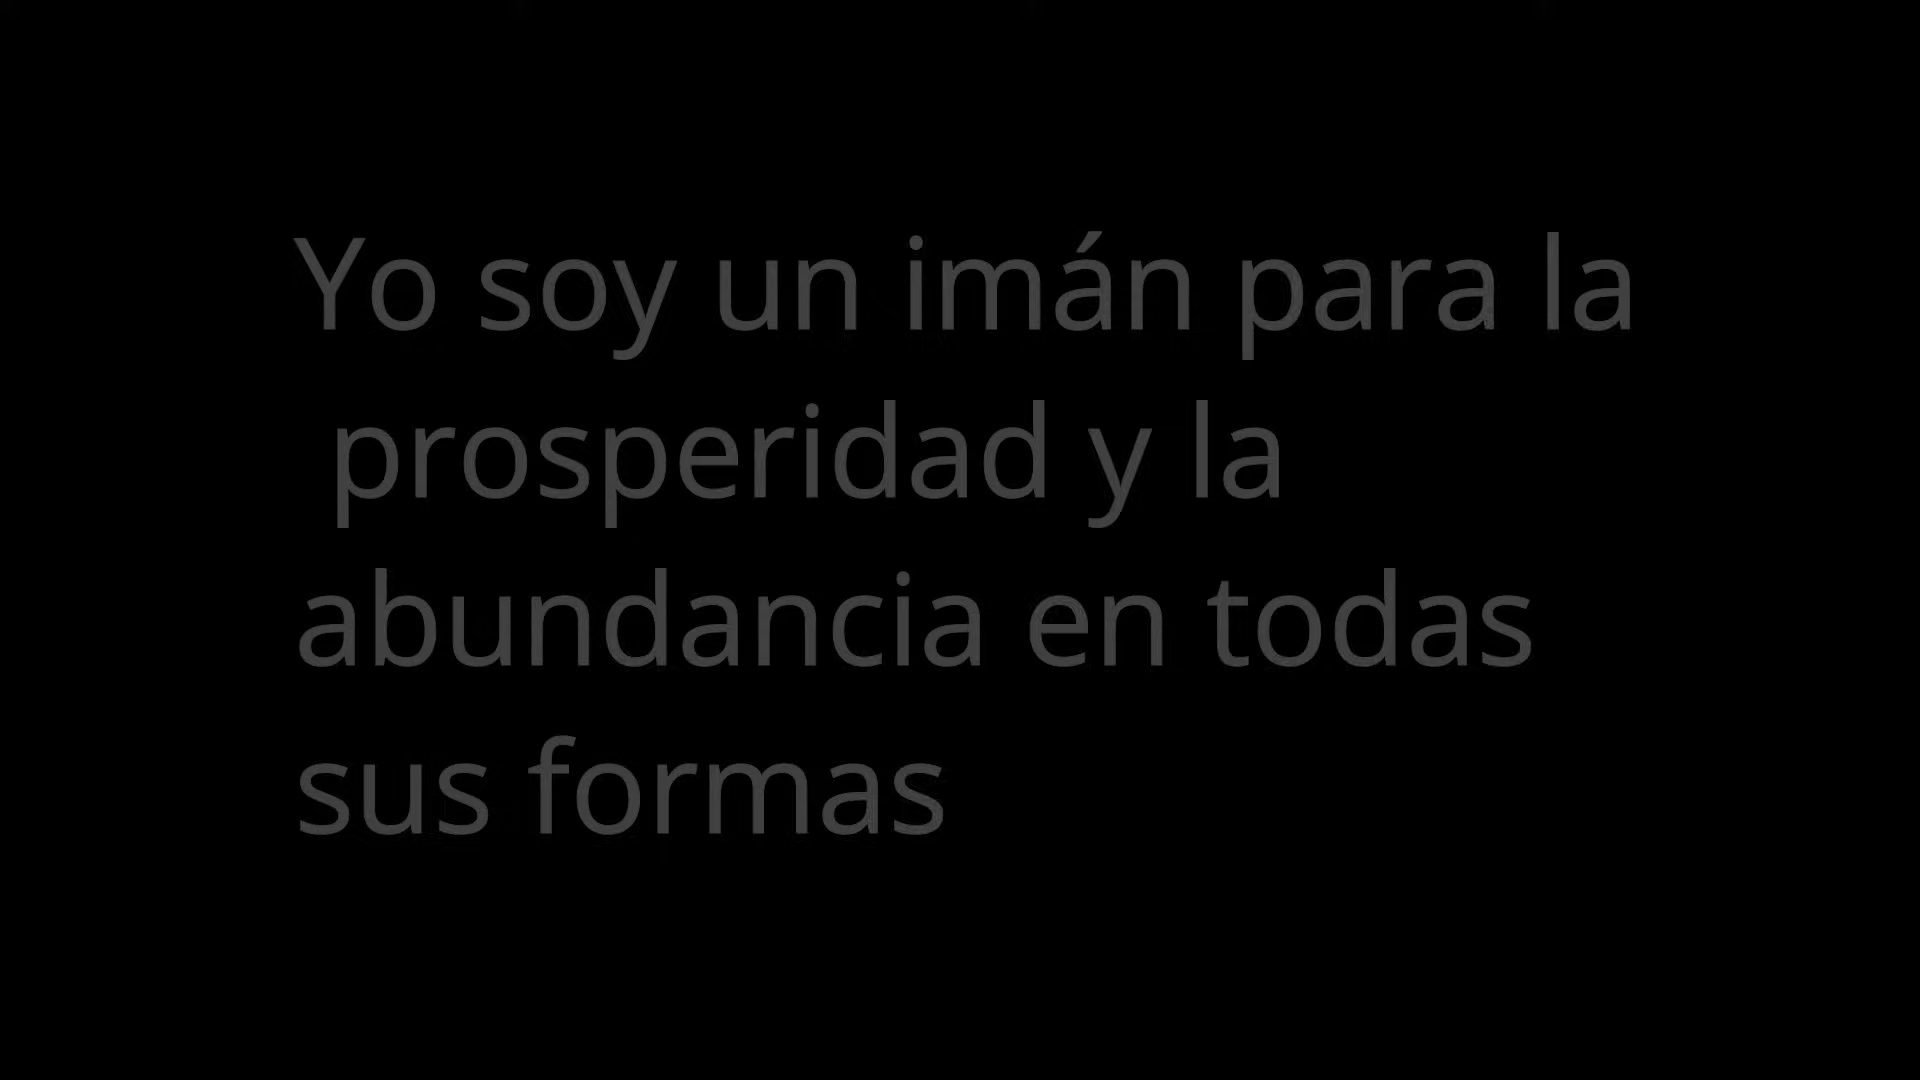 Yo soy un imán para la
prosperidad y la
abundancia en todas
sus formas